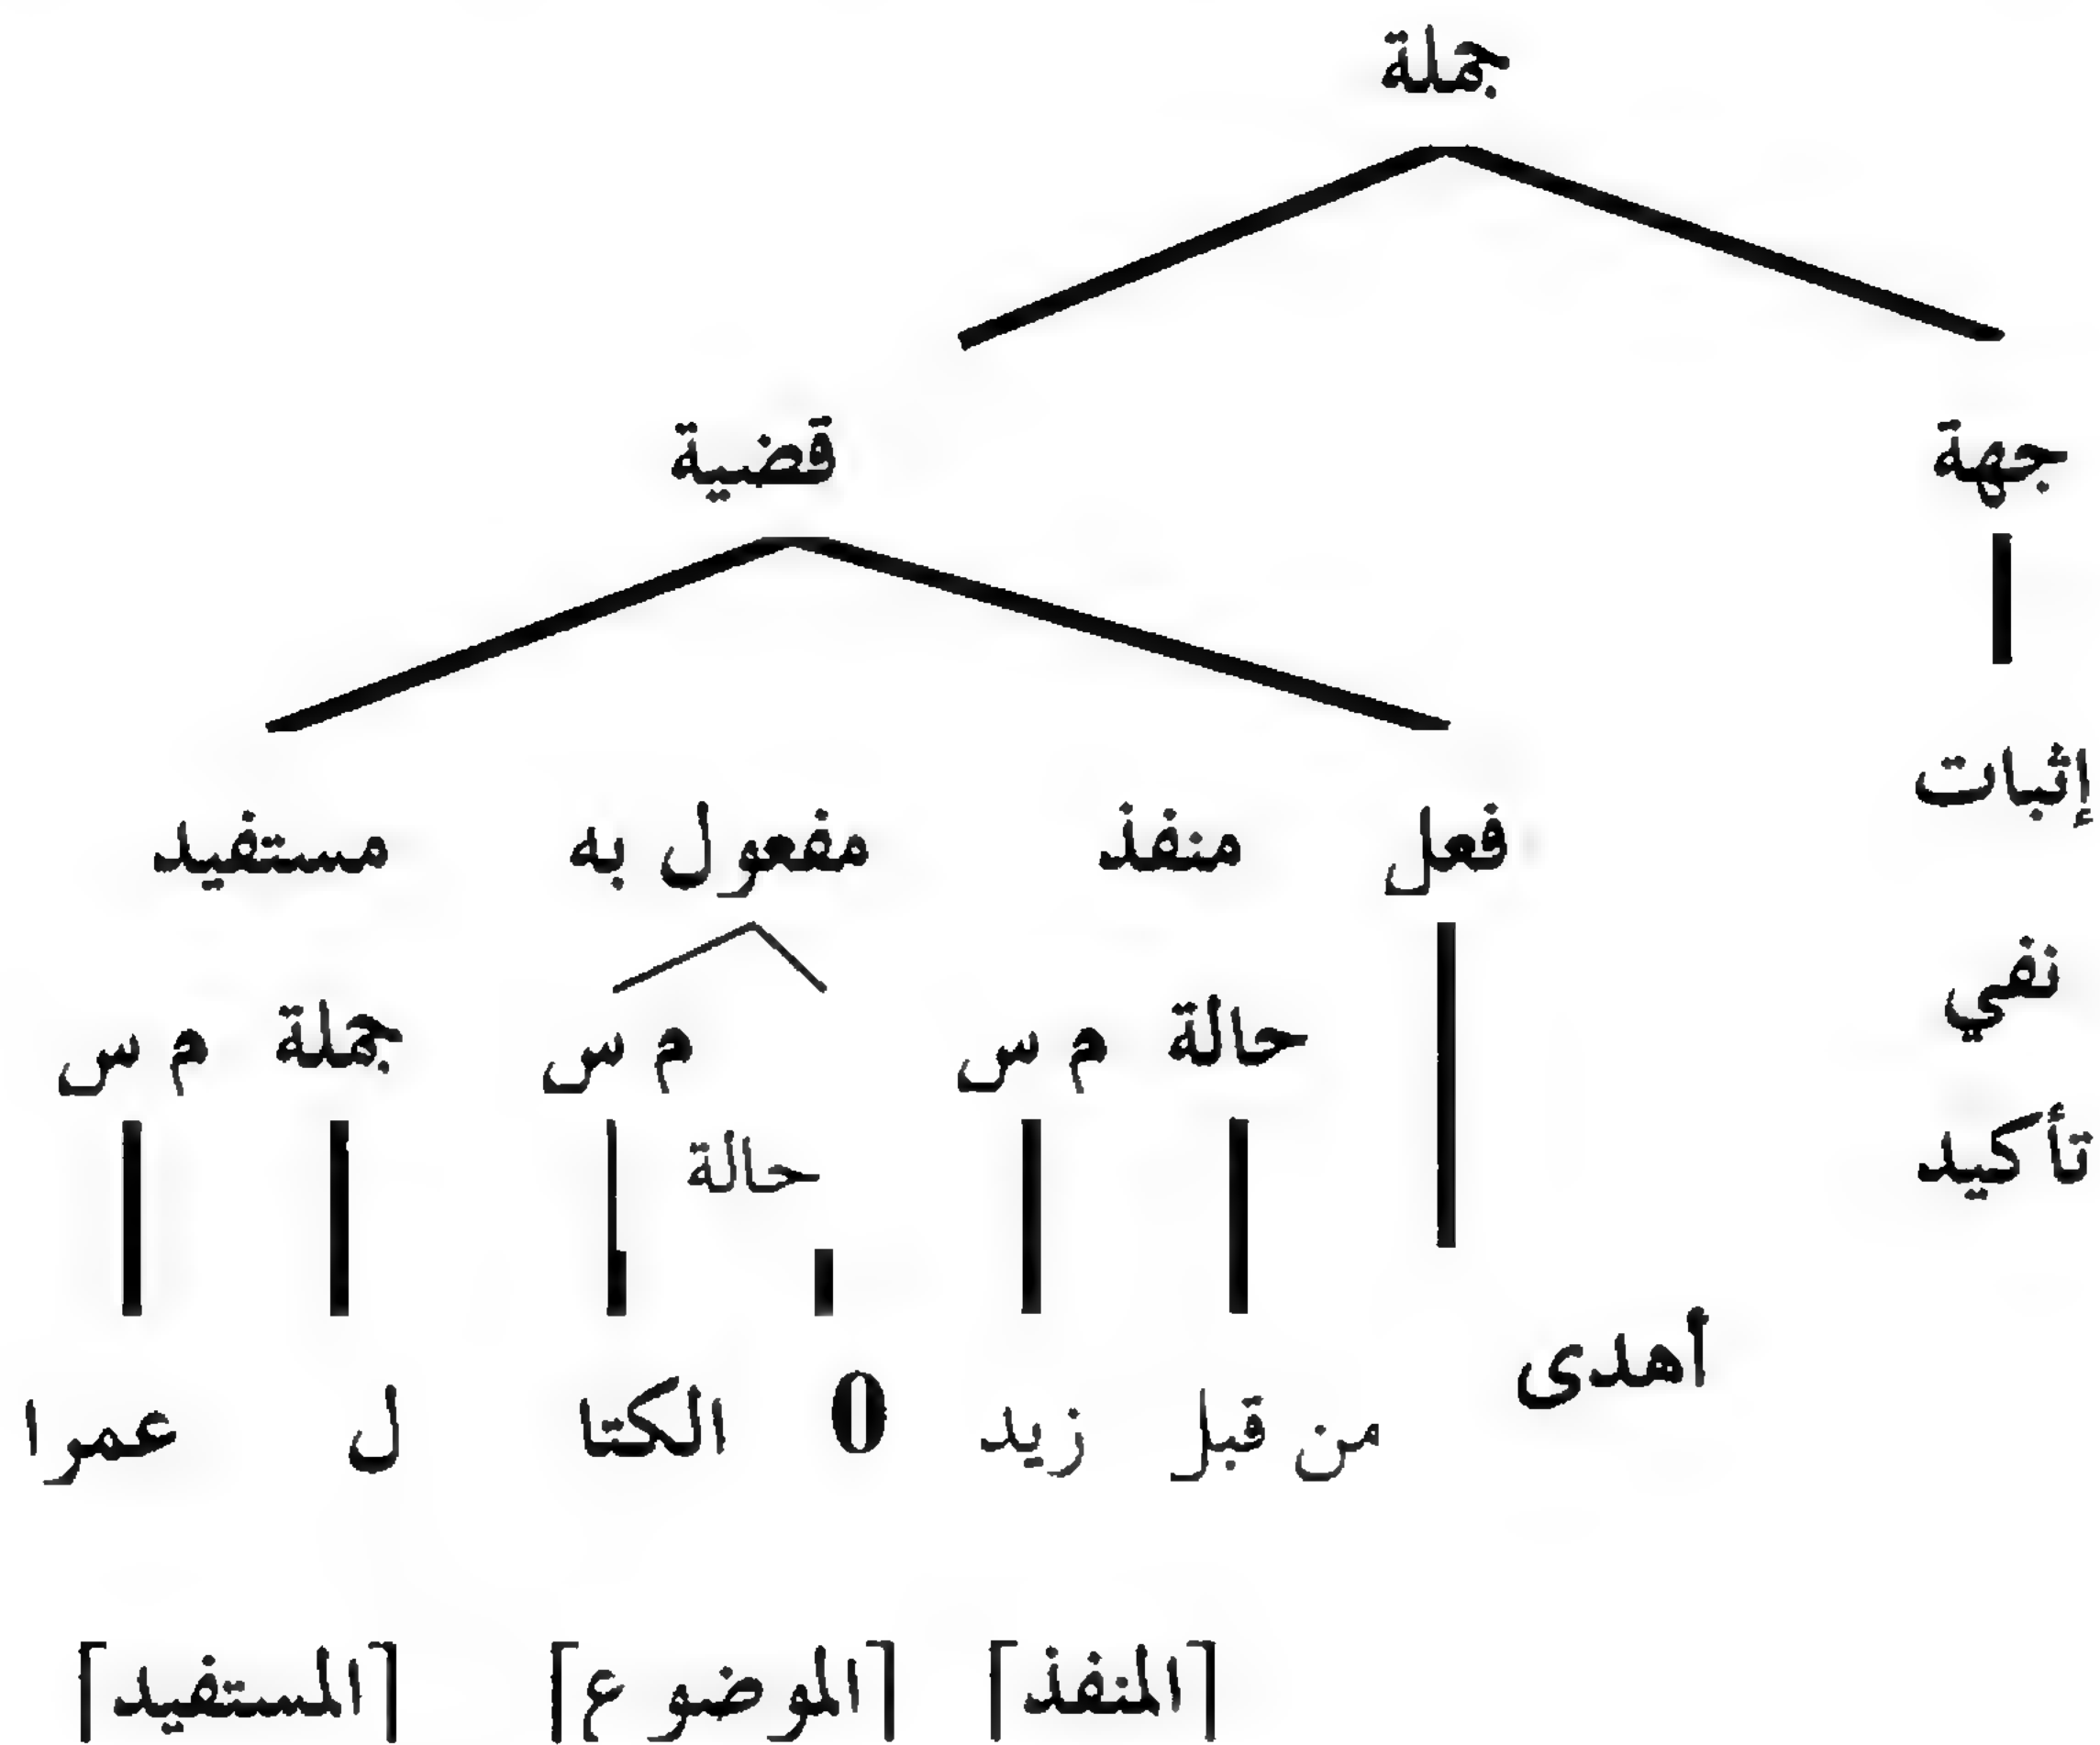 جملة
قضية جهة
إثبات
فعل منفذ مفعول به مستفيد
نفي
حالة م س م س جملة م س
حالة تأكيد
أهدى
من قبل زيد 0 الكتا ل عمرا
[المنفذ] [الموضوع] [المستفيد]